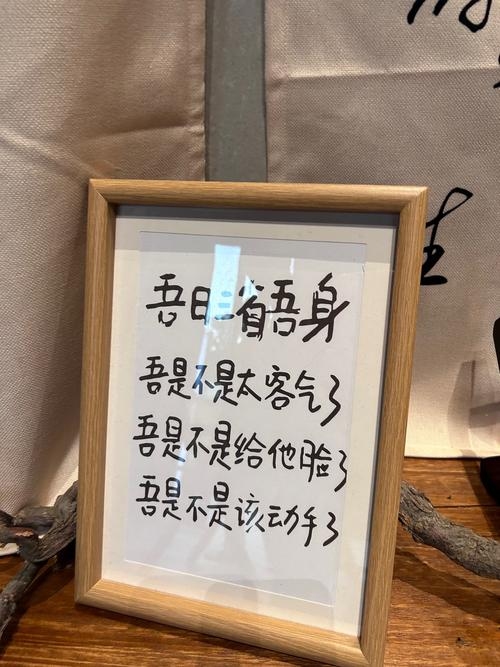 生
吾日三省吾身
吾是不是太客气了
吾是不是给他脸了
吾是不是该动手了